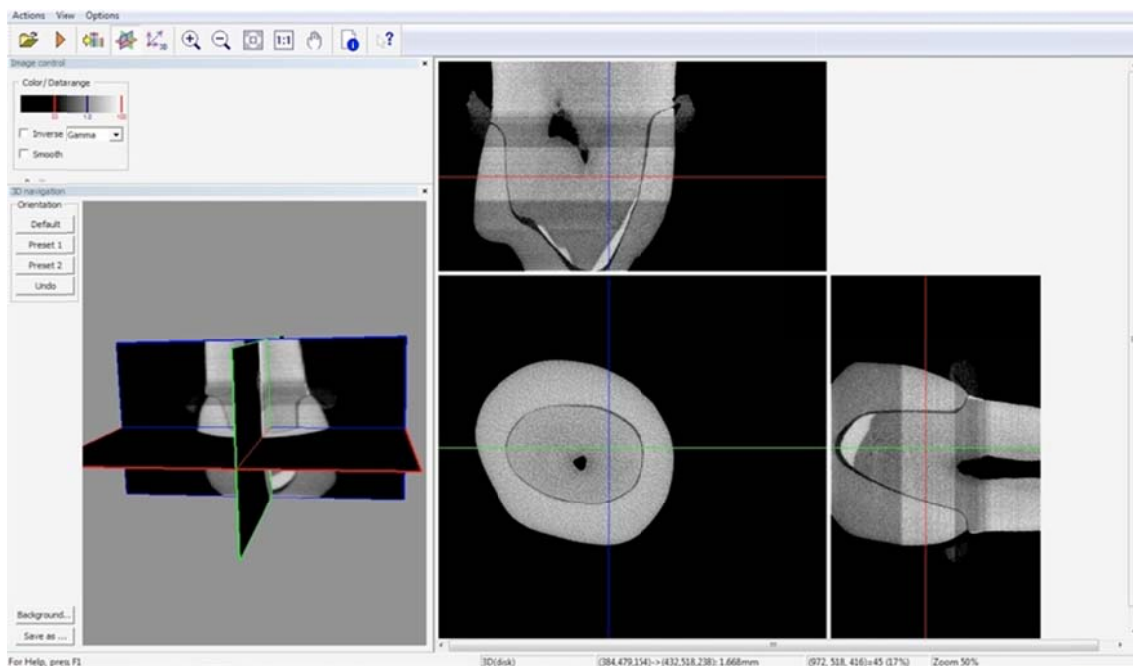 Actions View Options
1:1
Image control
Color/Datarange
Inverse Gamma
Smooth
3D navigation
Orientation
Default
Preset 1
Preset 2
Undo
Background...
Save as ...
For Help, press F1 3D(disk) (384,479,154)->(432,518,238): 1.668mm (972, 518, 416)=45 (17%) Zoom 50%